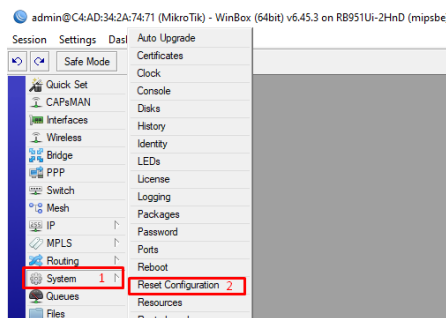 admin@C4:AD:34:2A:74:71 (MikroTik) - WinBox (64bit) v6.45.3 on RB951Ui-2HnD (mipsbe
Session Settings Das
Safe Mode
Quick Set
CAPsMAN
Interfaces
Wireless
Bridge
PPP
Switch
Mesh
IP
MPLS
Routing
System 1
Queues
Files
Auto Upgrade
Certificates
Clock
Console
Disks
History
Identity
LEDs
License
Logging
Packages
Password
Ports
Reboot
Reset Configuration 2
Resources